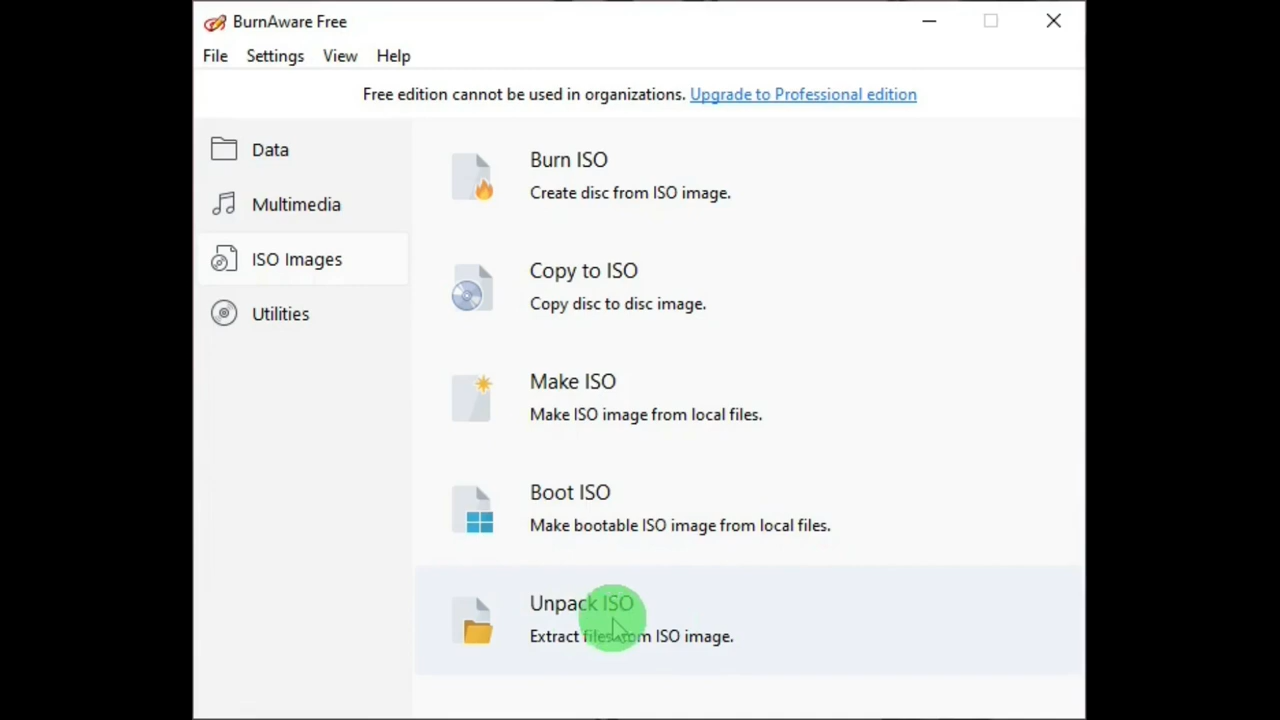 BurnAware Free
File Settings View Help
Free edition cannot be used in organizations. Upgrade to Professional edition
Data
Multimedia
ISO Images
Utilities
Burn ISO
Create disc from ISO image.
Copy to ISO
Copy disc to disc image.
Make ISO
Make ISO image from local files.
Boot ISO
Make bootable ISO image from local files.
Unpack ISO
Extract files from ISO image.